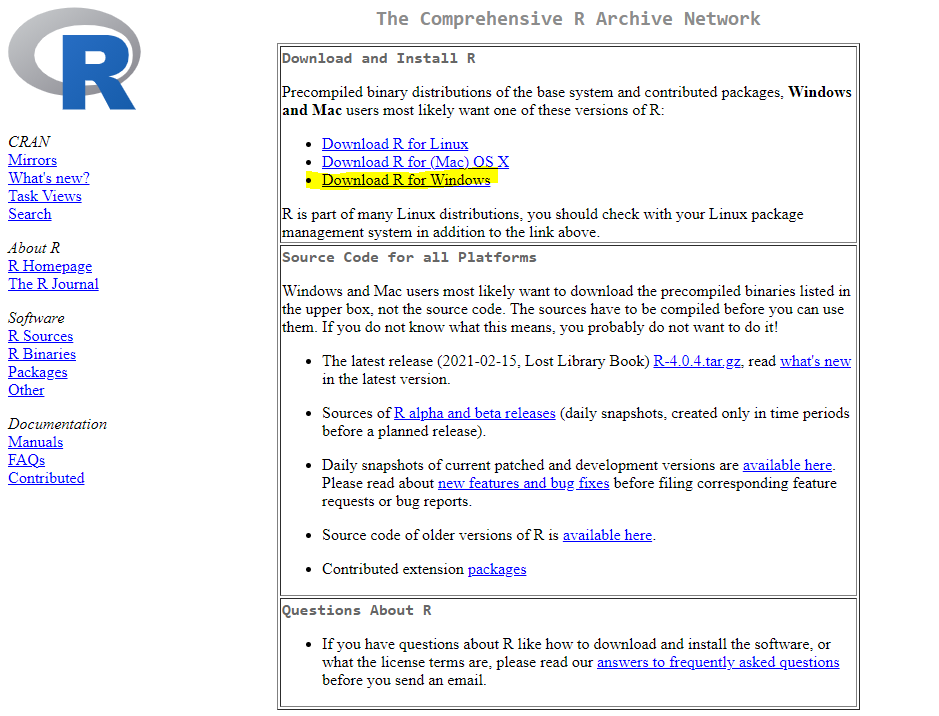 The Comprehensive R Archive Network
R
CRAN
Mirrors
What's new?
Task Views
Search
About R
R Homepage
The R Journal
Software
R Sources
R Binaries
Packages
Other
Documentation
Manuals
FAQs
Contributed
Download and Install R
Precompiled binary distributions of the base system and contributed packages, Windows
and Mac users most likely want one of these versions of R:
• Download R for Linux
• Download R for (Mac) OS X
• Download R for Windows
R is part of many Linux distributions, you should check with your Linux package
management system in addition to the link above.
Source Code for all Platforms
Windows and Mac users most likely want to download the precompiled binaries listed in
the upper box, not the source code. The sources have to be compiled before you can use
them. If you do not know what this means, you probably do not want to do it!
• The latest release (2021-02-15, Lost Library Book) R-4.0.4.tar.gz, read what's new
in the latest version.
• Sources of R alpha and beta releases (daily snapshots, created only in time periods
before a planned release).
• Daily snapshots of current patched and development versions are available here.
Please read about new features and bug fixes before filing corresponding feature
requests or bug reports.
• Source code of older versions of R is available here.
• Contributed extension packages
Questions About R
• If you have questions about R like how to download and install the software, or
what the license terms are, please read our answers to frequently asked questions
before you send an email.